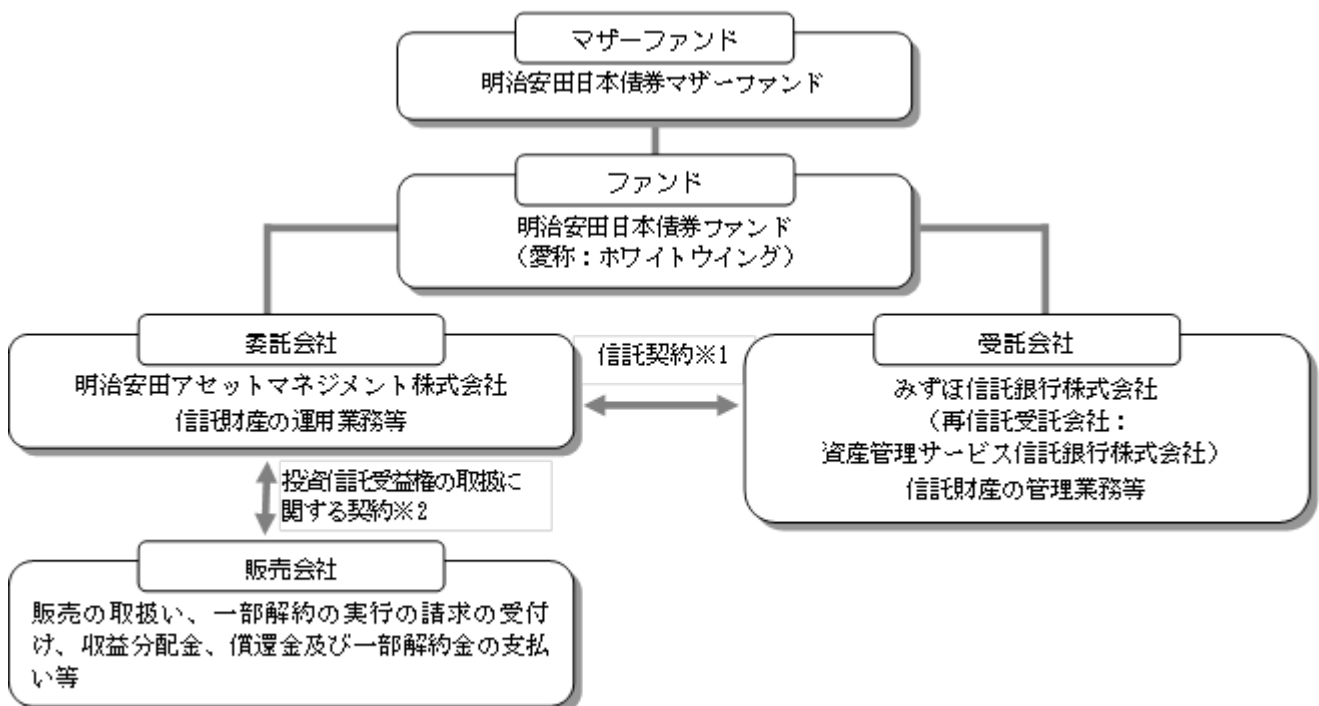 マザーファンド
明治安田日本債券マザーファンド
ファンド
明治安田日本債券ファンド
（愛称：ホワイトウイング）
委託会社
明治安田アセットマネジメント株式会社
信託財産の運用業務等
信託契約※1
受託会社
みずほ信託銀行株式会社
（再信託受託会社：
資産管理サービス信託銀行株式会社）
信託財産の管理業務等
投資信託受益権の取扱に
関する契約※2
販売会社
販売の取扱い、一部解約の実行の請求の受付
け、収益分配金、償還金及び一部解約金の支払
い等